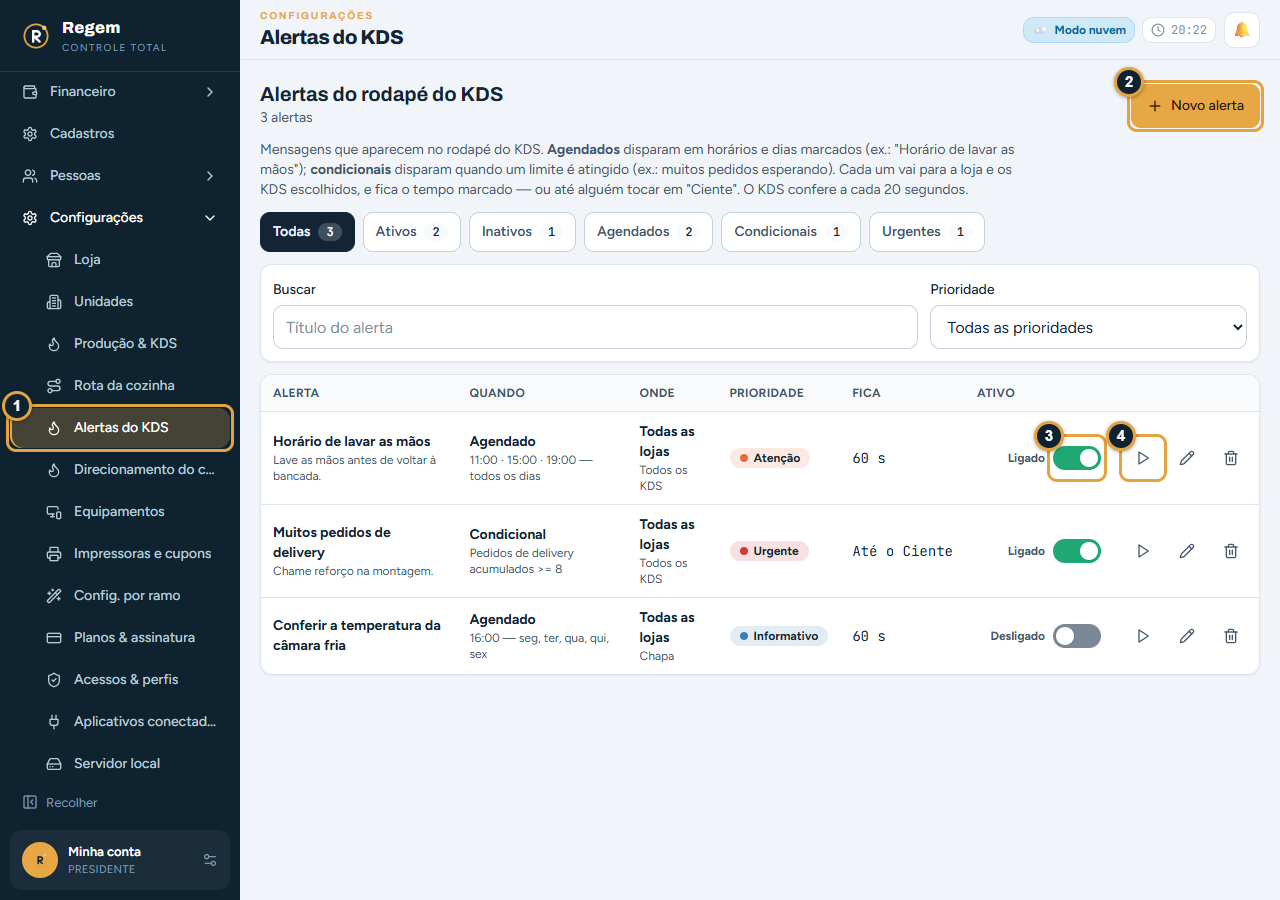 Regem
CONTROLE TOTAL
Financeiro
Cadastros
Pessoas
Configurações
Loja
Unidades
Produção & KDS
Rota da cozinha
1
Alertas do KDS
Direcionamento do c...
Equipamentos
Impressoras e cupons
Config. por ramo
Planos & assinatura
Acessos & perfis
Aplicativos conectad...
Servidor local
Recolher
R
Minha conta
PRESIDENTE
CONFIGURAÇÕES
Alertas do KDS
Modo nuvem
20:22
Alertas do rodapé do KDS
3 alertas
2
+ Novo alerta
Mensagens que aparecem no rodapé do KDS. Agendados disparam em horários e dias marcados (ex.: "Horário de lavar as
mãos"); condicionais disparam quando um limite é atingido (ex.: muitos pedidos esperando). Cada um vai para a loja e os
KDS escolhidos, e fica o tempo marcado — ou até alguém tocar em "Ciente". O KDS confere a cada 20 segundos.
Todas 3 Ativos 2 Inativos 1 Agendados 2 Condicionais 1 Urgentes 1
Buscar
Título do alerta
Prioridade
Todas as prioridades
ALERTA QUANDO ONDE PRIORIDADE FICA ATIVO
Horário de lavar as mãos
Lave as mãos antes de voltar à
bancada.
Agendado
11:00 · 15:00 · 19:00 —
todos os dias
Todas as
lojas
Todos os
KDS
Atenção
60 s
Ligado
3
4
Muitos pedidos de
delivery
Chame reforço na montagem.
Condicional
Pedidos de delivery
acumulados >= 8
Todas as
lojas
Todos os
KDS
Urgente
Até o Ciente
Ligado
Conferir a temperatura da
câmara fria
Agendado
16:00 — seg, ter, qua, qui,
sex
Todas as
lojas
Chapa
Informativo
60 s
Desligado